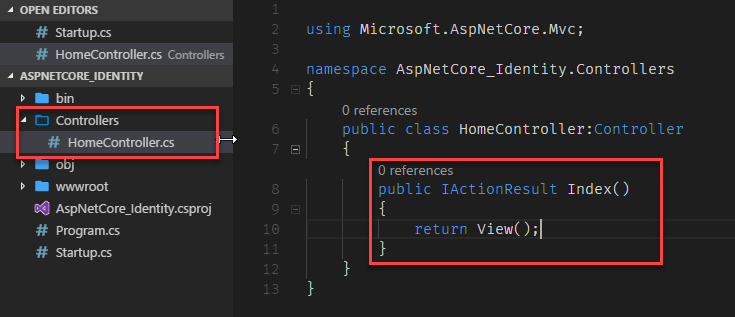 OPEN EDITORS
# Startup.cs
# HomeController.cs Controllers
ASPNETCORE_IDENTITY
bin
Controllers
# HomeController.cs
obj
wwwroot
AspNetCore_Identity.csproj
# Program.cs
# Startup.cs
1
2 using Microsoft.AspNetCore.Mvc;
3
4 namespace AspNetCore_Identity.Controllers
5 {
0 references
6 public class HomeController:Controller
7 {
0 references
8 public IActionResult Index()
9 {
10 return View();
11 }
12 }
13 }